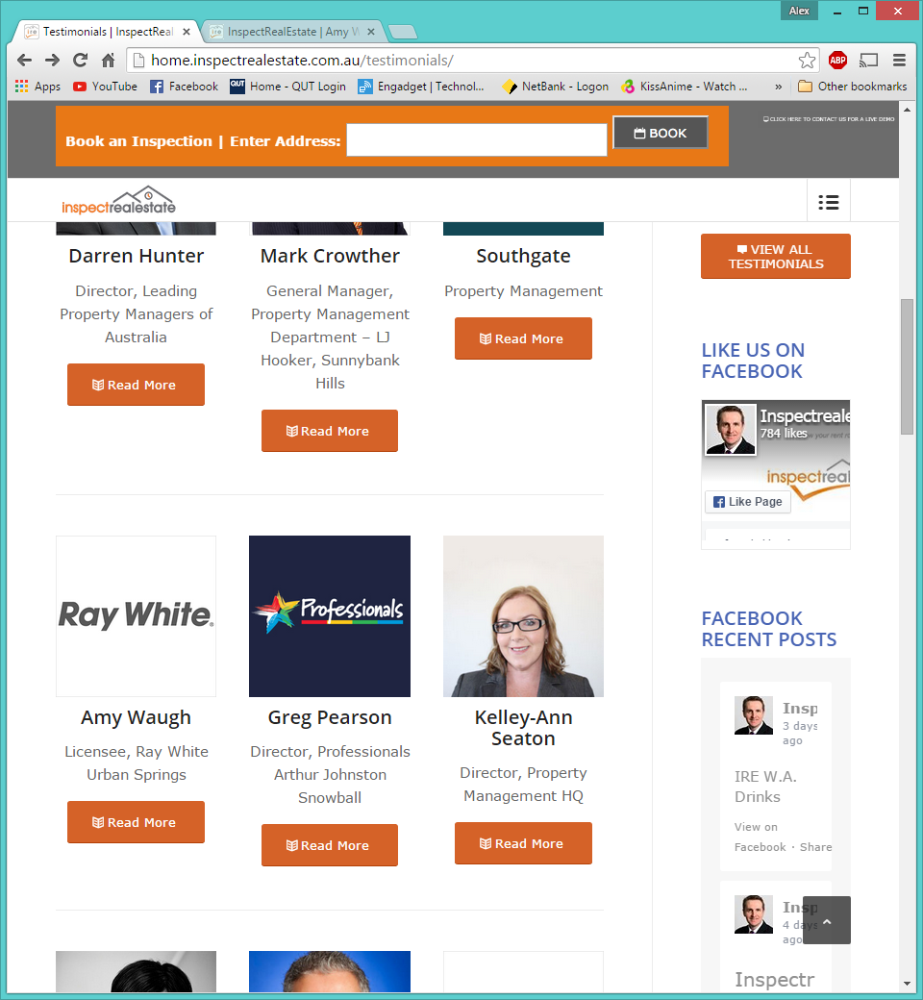 Alex
Testimonials | InspectReal
InspectRealEstate | Amy W
home.inspectrealestate.com.au/testimonials/
ABP
Apps
YouTube
Facebook
QUT
Home - QUT Login
Engadget | Technol...
NetBank - Logon
KissAnime - Watch ...
»
Other bookmarks
Book an Inspection | Enter Address:
BOOK
CLICK HERE TO CONTACT US FOR A LIVE DEMO
inspectrealestate
Darren Hunter
Director, Leading
Property Managers of
Australia
Read More
Mark Crowther
General Manager,
Property Management
Department – LJ
Hooker, Sunnybank
Hills
Read More
Southgate
Property Management
Read More
VIEW ALL
TESTIMONIALS
LIKE US ON
FACEBOOK
Inspectreale
784 likes
inspectreal
Like Page
Ray White.
Amy Waugh
Licensee, Ray White
Urban Springs
Read More
Professionals
Greg Pearson
Director, Professionals
Arthur Johnston
Snowball
Read More
Kelley-Ann
Seaton
Director, Property
Management HQ
Read More
FACEBOOK
RECENT POSTS
Insp
3 days
ago
IRE W.A.
Drinks
View on
Facebook · Share
Insp
4 days
ago
Inspectr